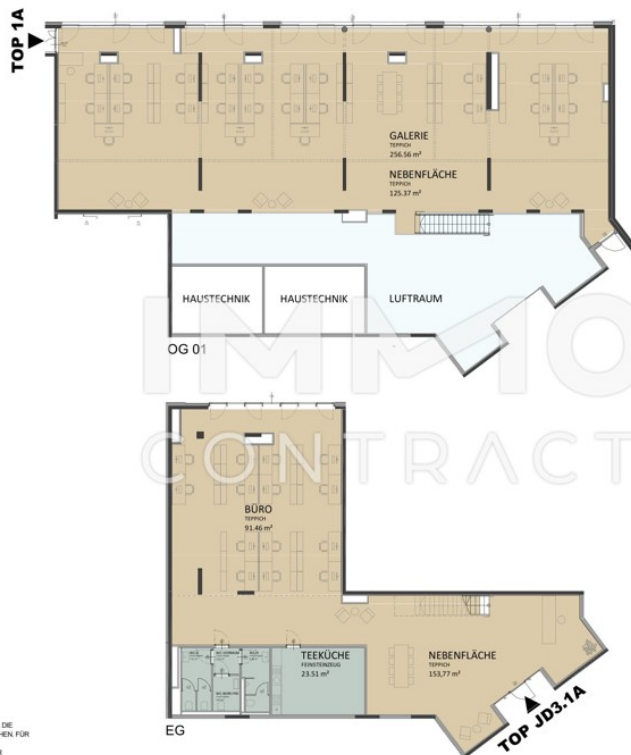 TOP 1A
GALERIE
TEPPICH
256.56 m²
NEBENFLÄCHE
TEPPICH
125.37 m²
HAUSTECHNIK
HAUSTECHNIK
LUFTRAUM
OG 01
IMMO
CONTRACT
BÜRO
TEPPICH
91.46 m²
TEEKÜCHE
FEINSTEINZEUG
23.51 m²
NEBENFLÄCHE
TEPPICH
153,77 m²
EG
TOP JD3.1A
DIE
HEN. FÜR